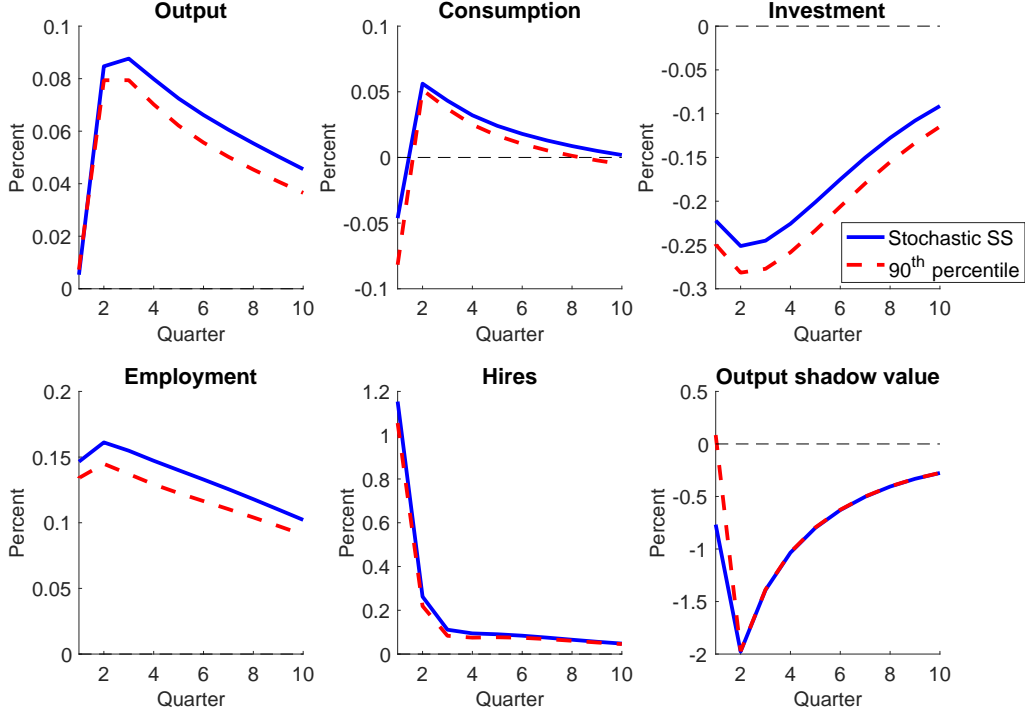 Output
Percent
0.1
0.08
0.06
0.04
0.02
0
2 4 6 8 10
Quarter
Consumption
Percent
0.1
0.05
0
-0.05
-0.1
2 4 6 8 10
Quarter
Investment
Percent
0
-0.05
-0.1
-0.15
-0.20
-0.25
-0.3
2 4 6 8 10
Quarter
Stochastic SS
90th percentile
Employment
Percent
0.2
0.15
0.1
0.05
0
2 4 6 8 10
Quarter
Hires
Percent
1.2
1
0.8
0.6
0.4
0.2
0
2 4 6 8 10
Quarter
Output shadow value
Percent
0.5
0
-0.5
-1
-1.5
-2
2 4 6 8 10
Quarter